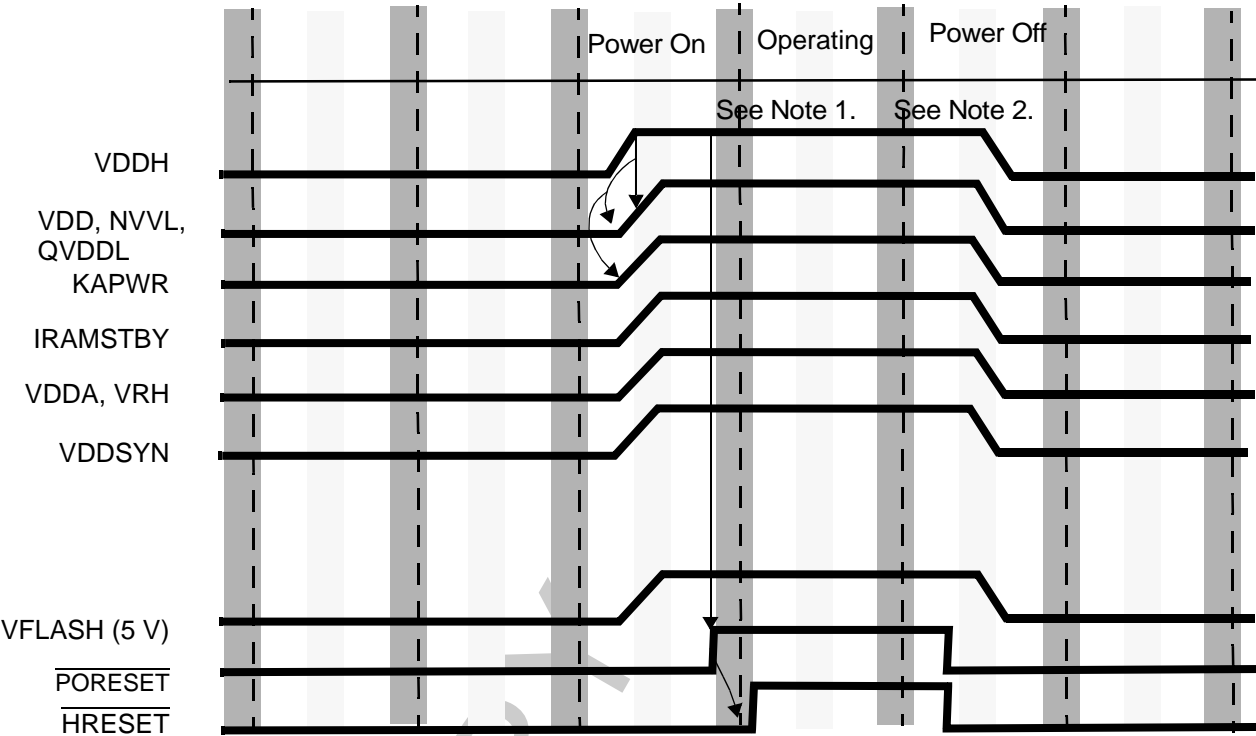 Power On
Operating
Power Off
See Note 1.
See Note 2.
VDDH
VDD, NVVL,
QVDDL
KAPWR
IRAMSTBY
VDDA, VRH
VDDSYN
VFLASH (5 V)
PORESET
HRESET